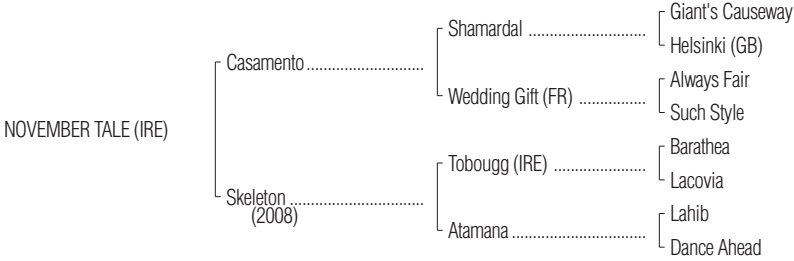 Giant's Causeway
Shamardal
Helsinki (GB)
Casamento
Always Fair
Wedding Gift (FR)
Such Style
NOVEMBER TALE (IRE)
Barathea
Tobougg (IRE)
Lacovia
Skeleton
(2008)
Lahib
Atamana
Dance Ahead